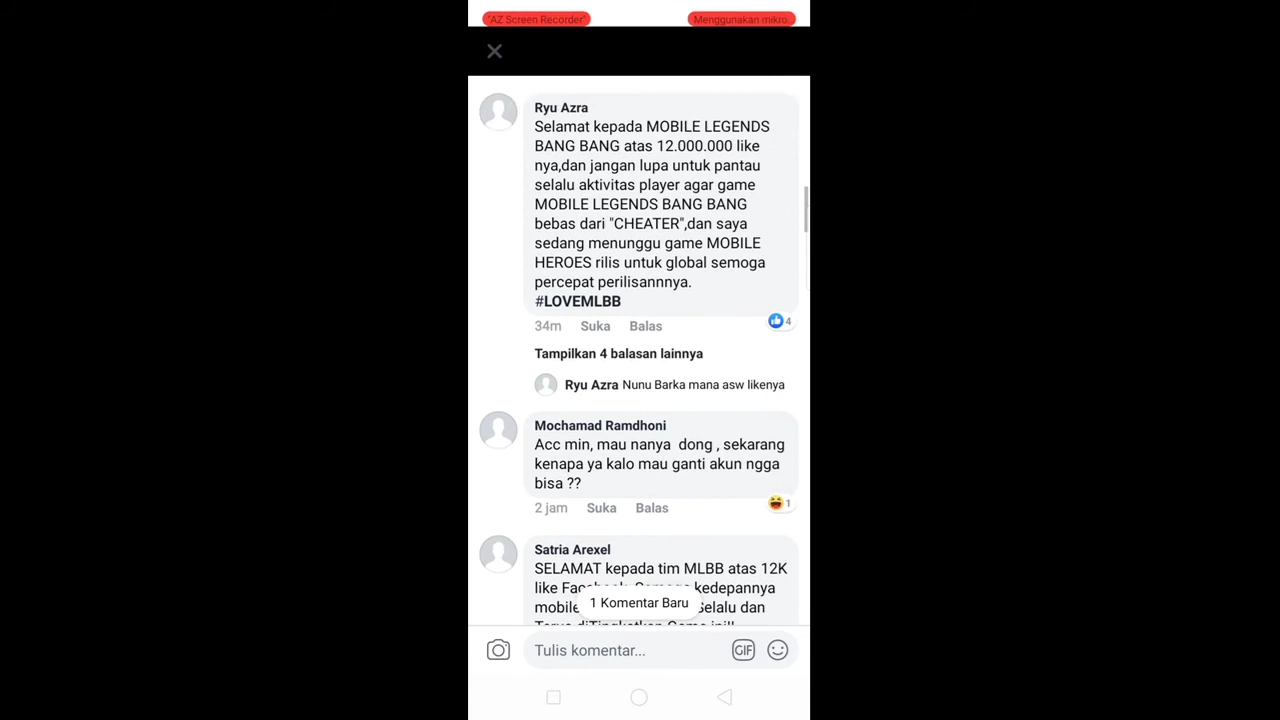 "AZ Screen Recorder"
Menggunakan mikro...
Ryu Azra
Selamat kepada MOBILE LEGENDS
BANG BANG atas 12.000.000 like
nya,dan jangan lupa untuk pantau
selalu aktivitas player agar game
MOBILE LEGENDS BANG BANG
bebas dari "CHEATER",dan saya
sedang menunggu game MOBILE
HEROES rilis untuk global semoga
percepat perilisannnya.
#LOVEMLBB
34m Suka Balas 4
Tampilkan 4 balasan lainnya
Ryu Azra Nunu Barka mana asw likenya
Mochamad Ramdhoni
Acc min, mau nanya dong , sekarang
kenapa ya kalo mau ganti akun ngga
bisa ??
2 jam Suka Balas 1
Satria Arexel
SELAMAT kepada tim MLBB atas 12K
like kedepannya
Selalu dan
1 Komentar Baru
Tulis komentar...
GIF